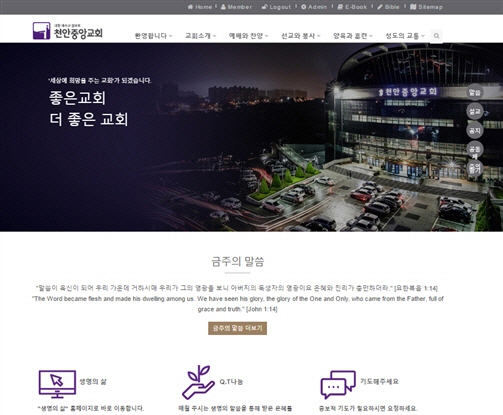 Home Member Logout Admin E-Book Bible Sitemap
대한예수교장로회
천안중앙교회
환영합니다 교회소개 예배와 찬양 선교와 봉사 양육과 훈련 성도의 교통
'세상에 희망을 주는 교회'가 되겠습니다.
좋은교회
더 좋은 교회
천안중앙교회
말씀
설교
공지
금주의 말씀
"말씀이 육신이 되어 우리 가운데 거하시매 우리가 그의 영광을 보니 아버지의 독생자의 영광이요 은혜와 진리가 충만하더라." [요한복음 1:14]
"The Word became flesh and made his dwelling among us. We have seen his glory, the glory of the One and Only, who came from the Father, full of
grace and truth." [John 1:14]
금주의 말씀 더보기
생명의 삶
"생명의 삶" 홈페이지로 바로 이동합니다.
Q.T나눔
매일 주시는 생명의 말씀을 통해 받은 은혜를
기도해주세요
중보적 기도가 필요하시면 요청하세요.